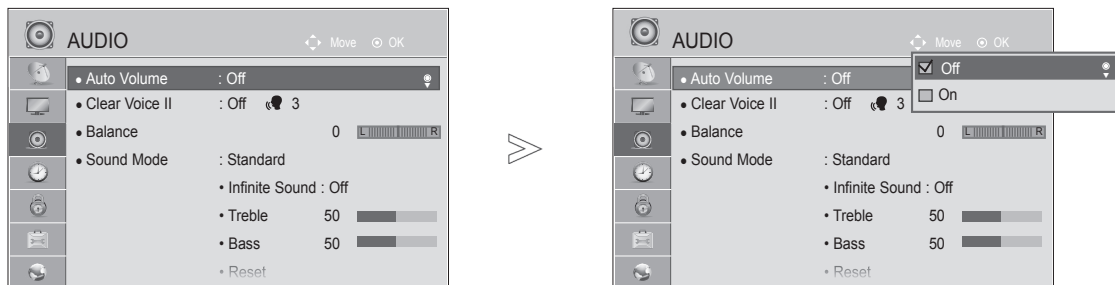 AUDIO
Move OK
• Auto Volume : Off
• Clear Voice II : Off 3
• Balance 0 L R
• Sound Mode : Standard
• Infinite Sound : Off
• Treble 50
• Bass 50
• Reset
AUDIO
Move OK
• Auto Volume : Off
• Clear Voice II : Off 3
• Balance 0 L R
• Sound Mode : Standard
• Infinite Sound : Off
• Treble 50
• Bass 50
• Reset
Off
On